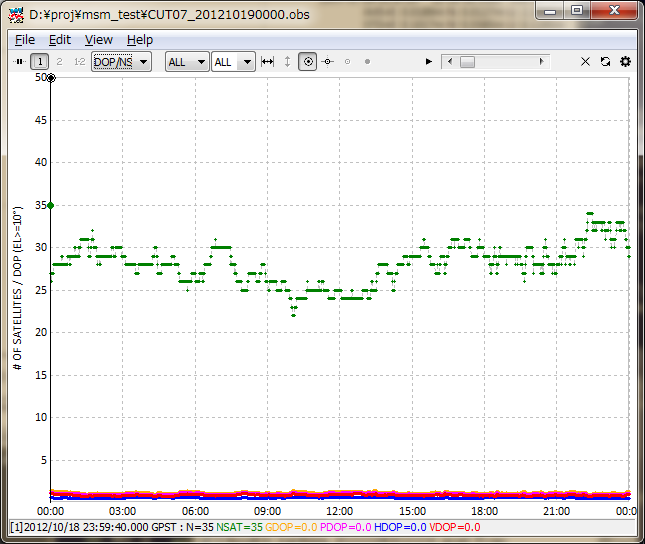 D:¥proj¥msm_test¥CUT07_201210190000.obs
File Edit View Help
1 2 1-2 DOP/NS ALL ALL
# OF SATELLITES / DOP (EL>=10°)
50
45
40
35
30
25
20
15
10
5
00:00 03:00 06:00 09:00 12:00 15:00 18:00 21:00 00:0
[1]2012/10/18 23:59:40.000 GPST : N=35 NSAT=35 GDOP=0.0 PDOP=0.0 HDOP=0.0 VDOP=0.0